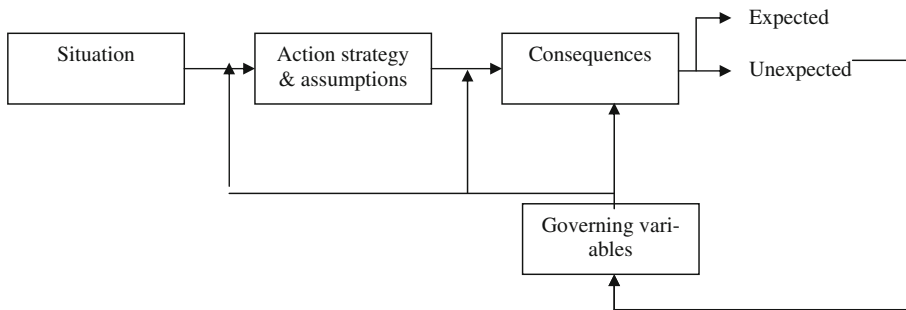 Situation
Action strategy
& assumptions
Consequences
Expected
Unexpected
Governing vari-
ables